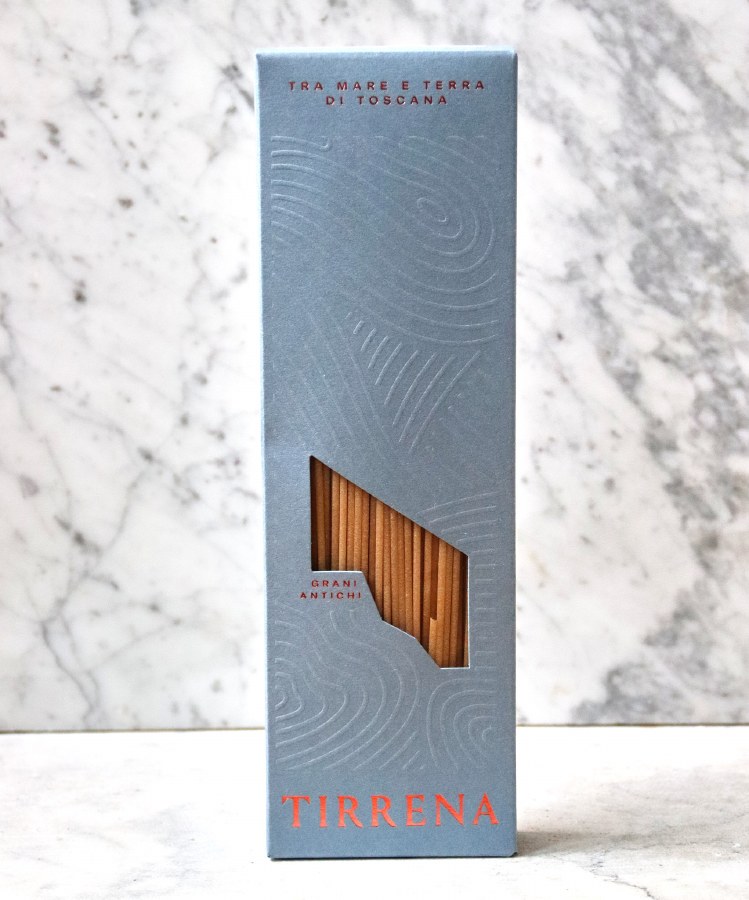 TRA MARE E TERRA
DI TOSCANA
GRANI
ANTICHI
TIRRENA